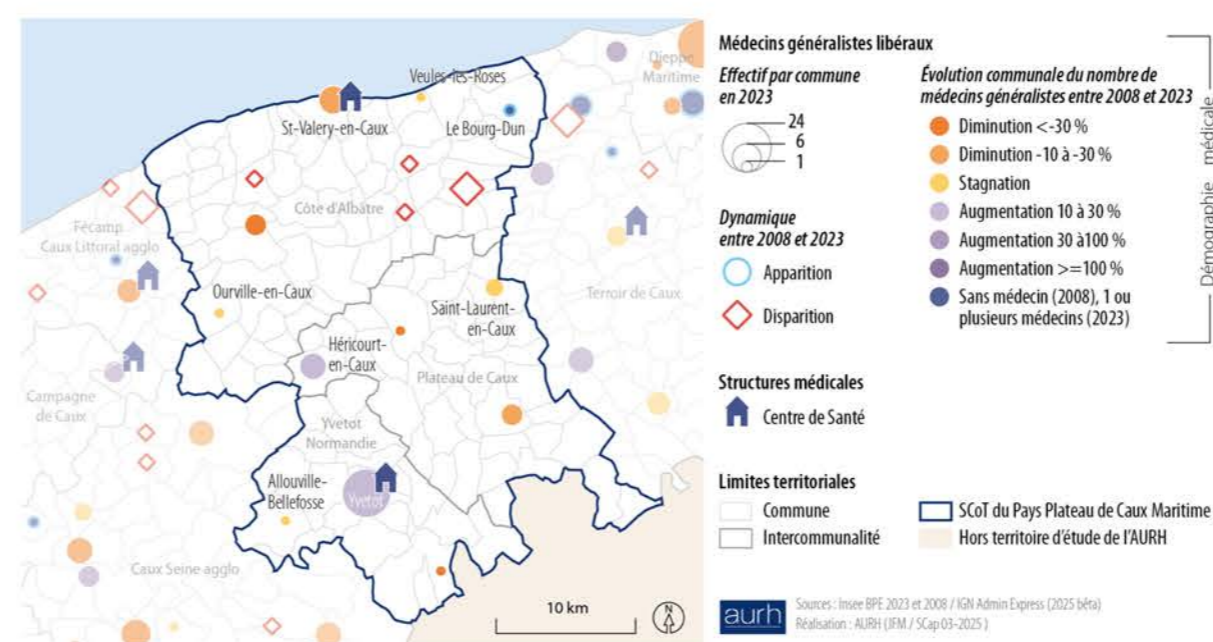 Veules-les-Roses
Dieppe
Maritime
St-Valery-en-Caux
Le Bourg-Dun
Côte d'Albâtre
Fécamp
Caux Littoral agglo
Ourville-en-Caux
Saint-Laurent-
en-Caux
Terroir de Caux
Héricourt-
en-Caux
Plateau de Caux
Campagne
de Caux
Yvetot
Normandie
Allouville-
Bellefosse
Yvetot
Caux Seine agglo
10 km
N
Médecins généralistes libéraux
Effectif par commune
en 2023
24
6
1
Dynamique
entre 2008 et 2023
Apparition
Disparition
Évolution communale du nombre de
médecins généralistes entre 2008 et 2023
Diminution <-30 %
Diminution -10 à -30 %
Stagnation
Augmentation 10 à 30 %
Augmentation 30 à100 %
Augmentation >=100 %
Sans médecin (2008), 1 ou
plusieurs médecins (2023)
Démographie médicale
Structures médicales
Centre de Santé
Limites territoriales
Commune
Intercommunalité
SCoT du Pays Plateau de Caux Maritime
Hors territoire d'étude de l'AURH
aurh
Sources : Insee BPE 2023 et 2008 / IGN Admin Express (2025 bêta)
Réalisation : AURH (JFM / SCap 03-2025 )